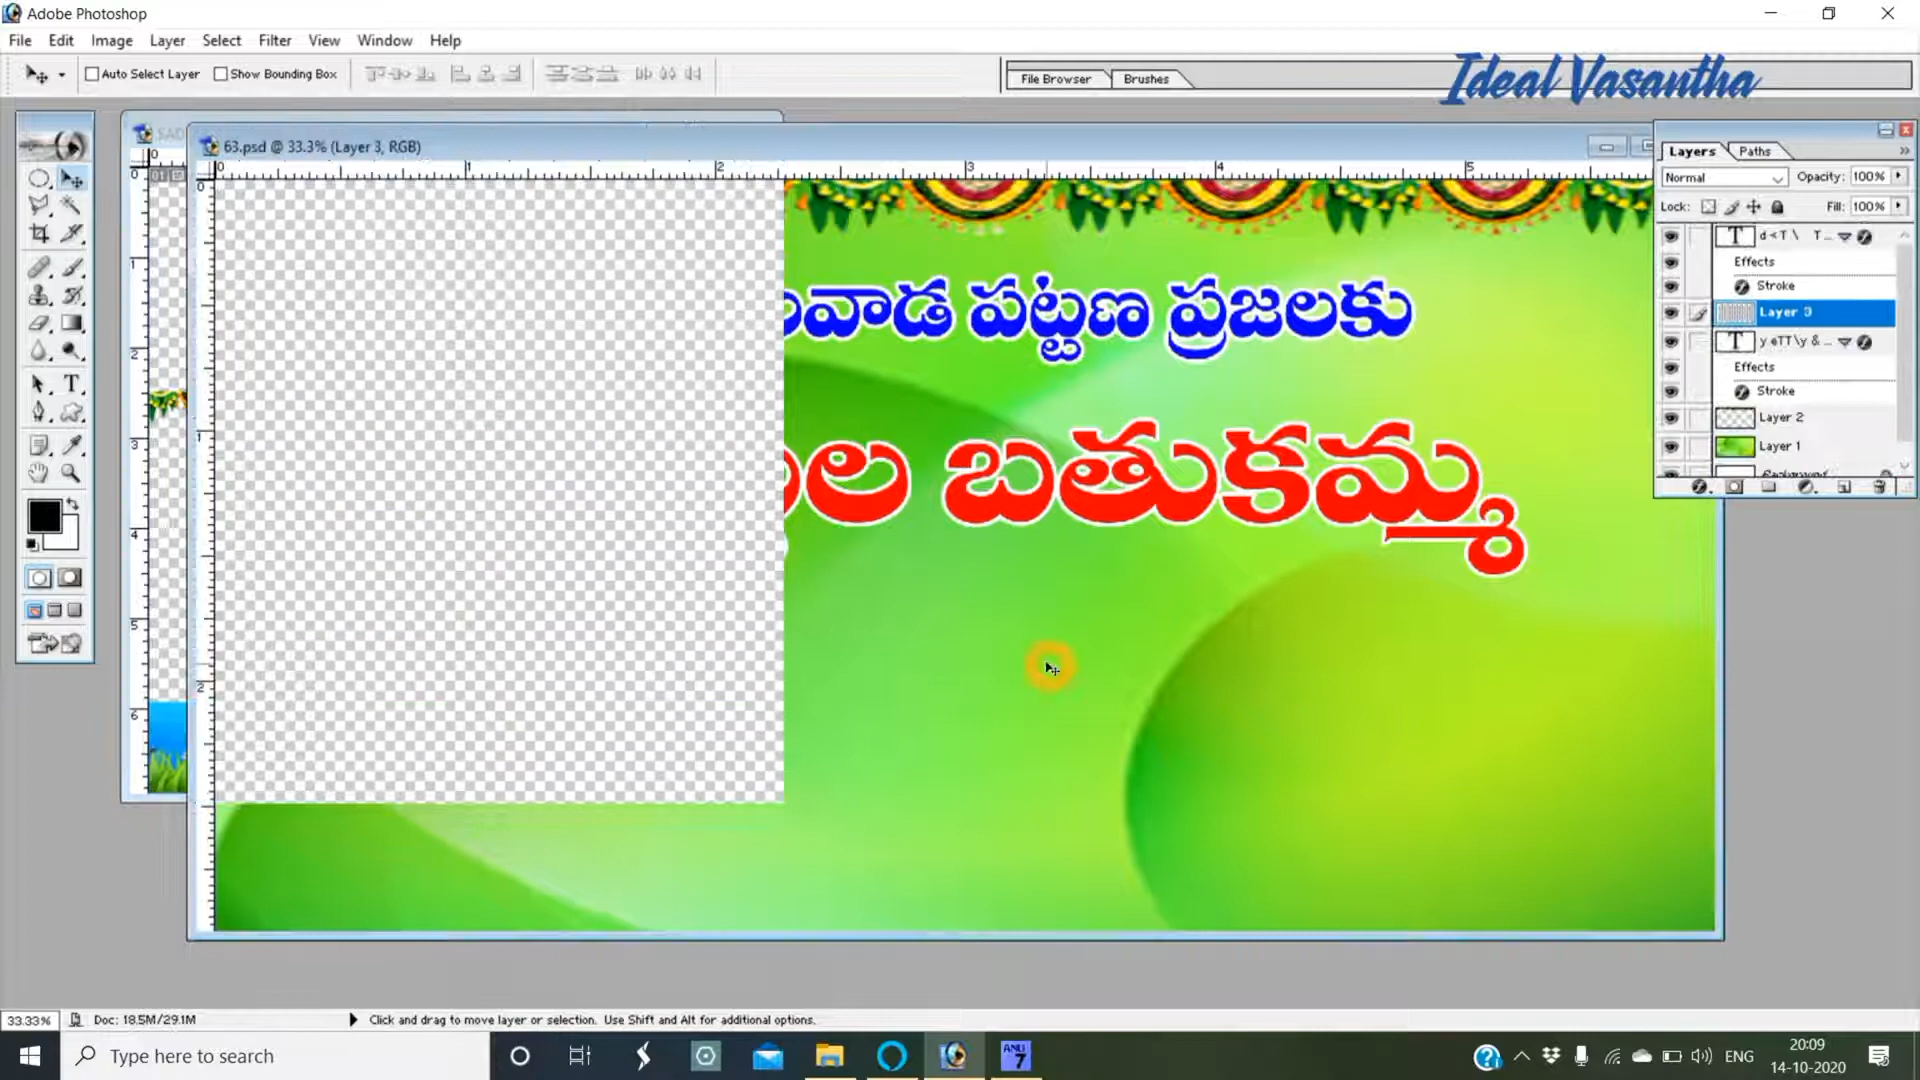 Adobe Photoshop
File Edit Image Layer Select Filter View Window Help
Auto Select Layer Show Bounding Box
File Browser Brushes
Ideal Vasantha
SAD
63.psd @ 33.3% (Layer 3, RGB)
Layers Paths
Normal Opacity: 100%
Lock: Fill: 100%
Effects
Stroke
Layer 3
Effects
Stroke
Layer 2
Layer 1
Background
వాడ పట్టణ ప్రజలకు
ల బతుకమ్మ
33.33% Doc: 18.5M/29.1M Click and drag to move layer or selection. Use Shift and Alt for additional options.
Type here to search
ANU 7
ENG
20:09
14-10-2020